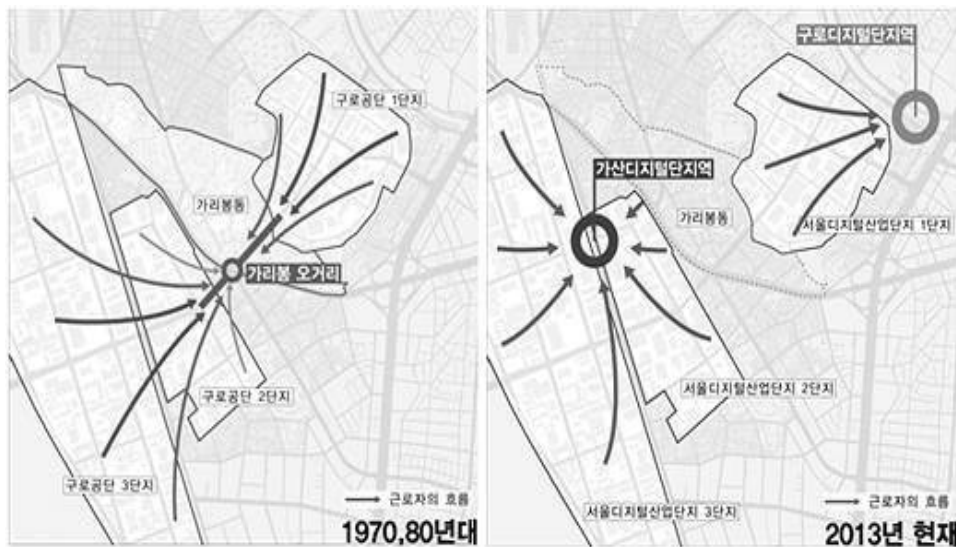 구로공단 1단지
가리봉동
가리봉 오거리
구로공단 2단지
구로공단 3단지
근로자의 흐름
1970,80년대
구로디지털단지역
가산디지털단지역
가리봉동
서울디지털산업단지 1단지
서울디지털산업단지 2단지
서울디지털산업단지 3단지
근로자의 흐름
2013년 현재